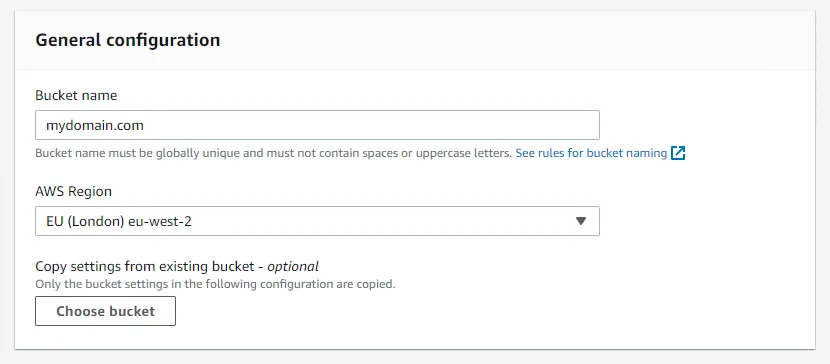 General configuration
Bucket name
mydomain.com
Bucket name must be globally unique and must not contain spaces or uppercase letters. See rules for bucket naming
AWS Region
EU (London) eu-west-2
Copy settings from existing bucket - optional
Only the bucket settings in the following configuration are copied.
Choose bucket